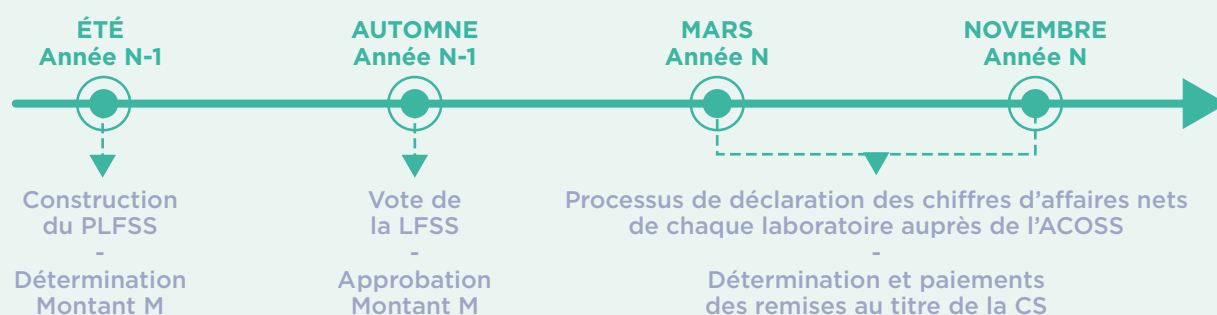 ÉTÉ
Année N-1
AUTOMNE
Année N-1
MARS
Année N
NOVEMBRE
Année N
Construction
du PLFSS
-
Détermination
Montant M
Vote de
la LFSS
-
Approbation
Montant M
Processus de déclaration des chiffres d’affaires nets
de chaque laboratoire auprès de l’ACOSS
-
Détermination et paiements
des remises au titre de la CS